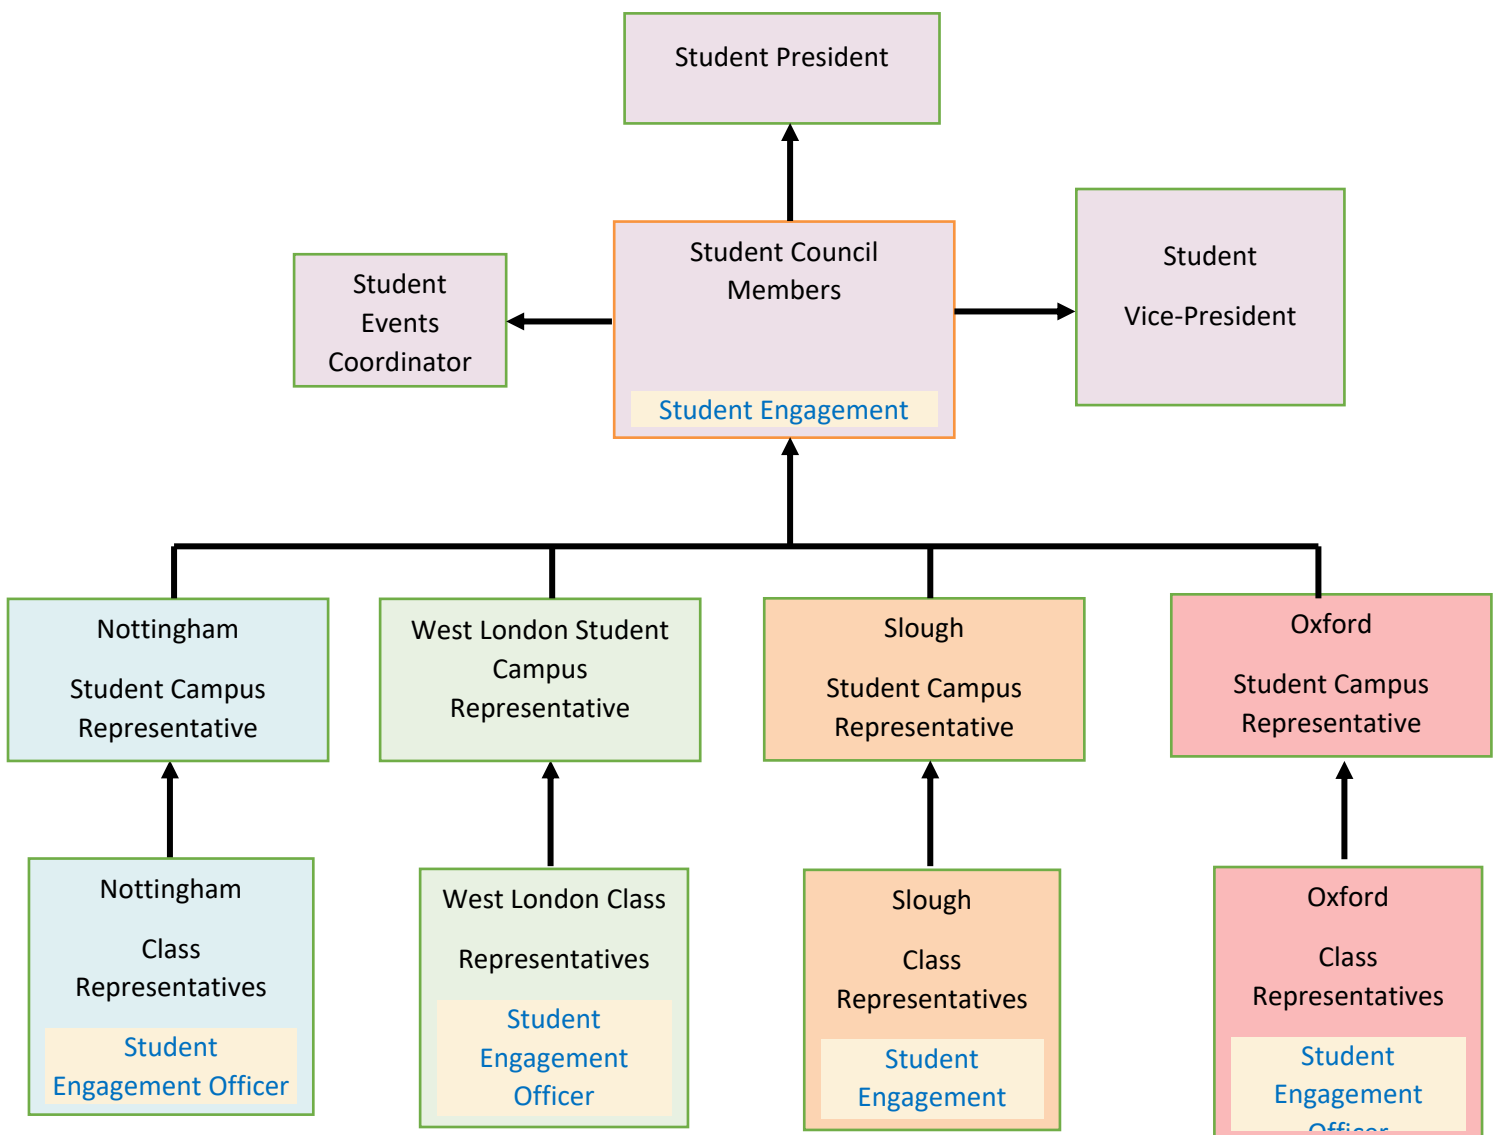 Student President
Student Council
Members
Student Engagement
Student
Events
Coordinator
Student
Vice-President
Nottingham
Student Campus
Representative
West London Student
Campus
Representative
Slough
Student Campus
Representative
Oxford
Student Campus
Representative
Nottingham
Class
Representatives
Student
Engagement Officer
West London Class
Representatives
Student
Engagement
Officer
Slough
Class
Representatives
Student
Engagement
Oxford
Class
Representatives
Student
Engagement
Officer